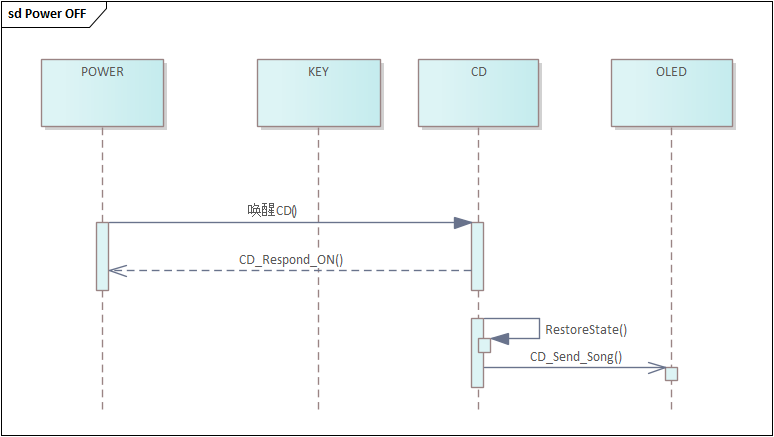 sd Power OFF
POWER
KEY
CD
OLED
唤醒CD()
CD_Respond_ON()
RestoreState()
CD_Send_Song()